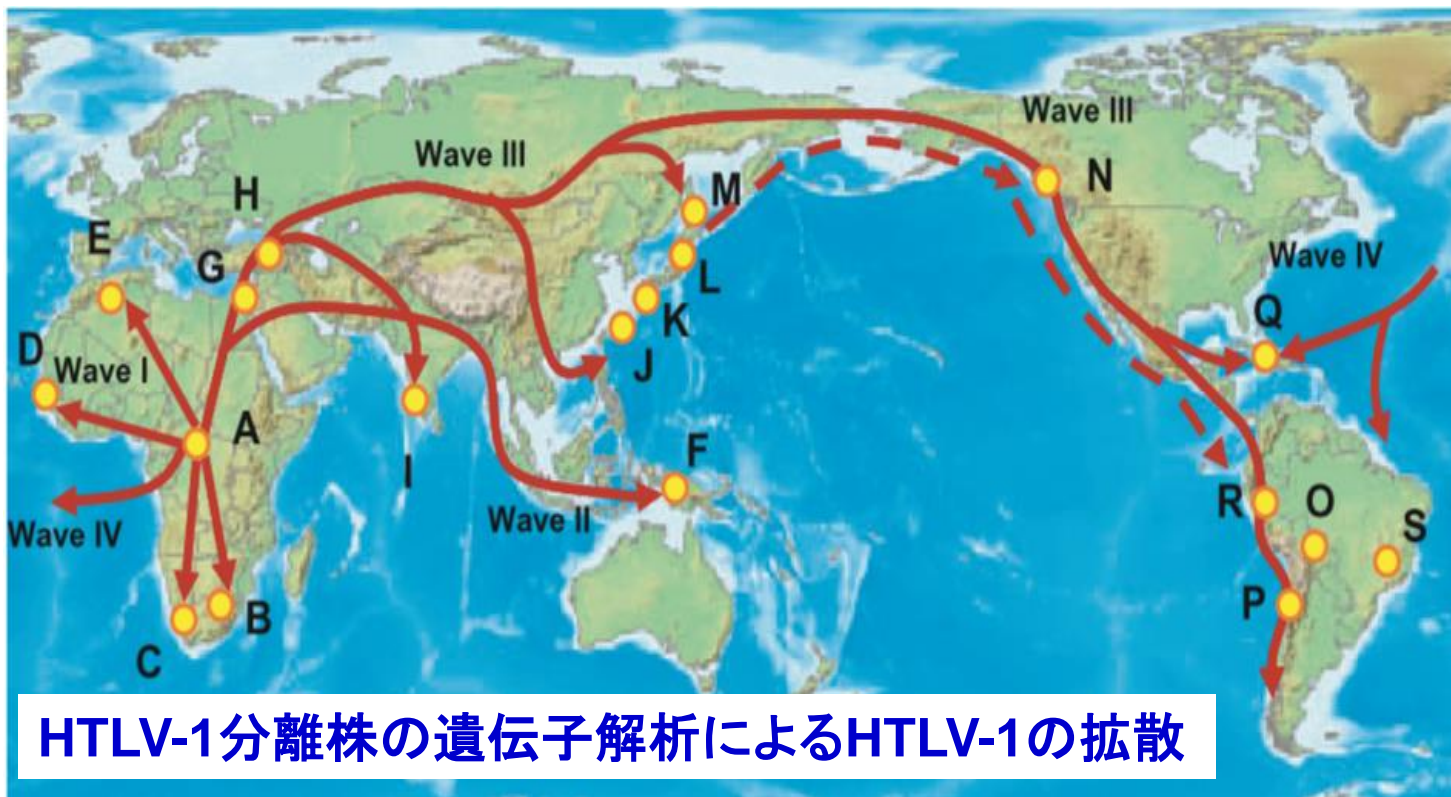 Wave III
Wave III
H
M
N
E
G
Wave IV
L
Q
K
D
Wave I
J
A
F
I
R
O
S
Wave II
Wave IV
P
B
C
HTLV-1分離株の遺伝子解析によるHTLV-1の拡散